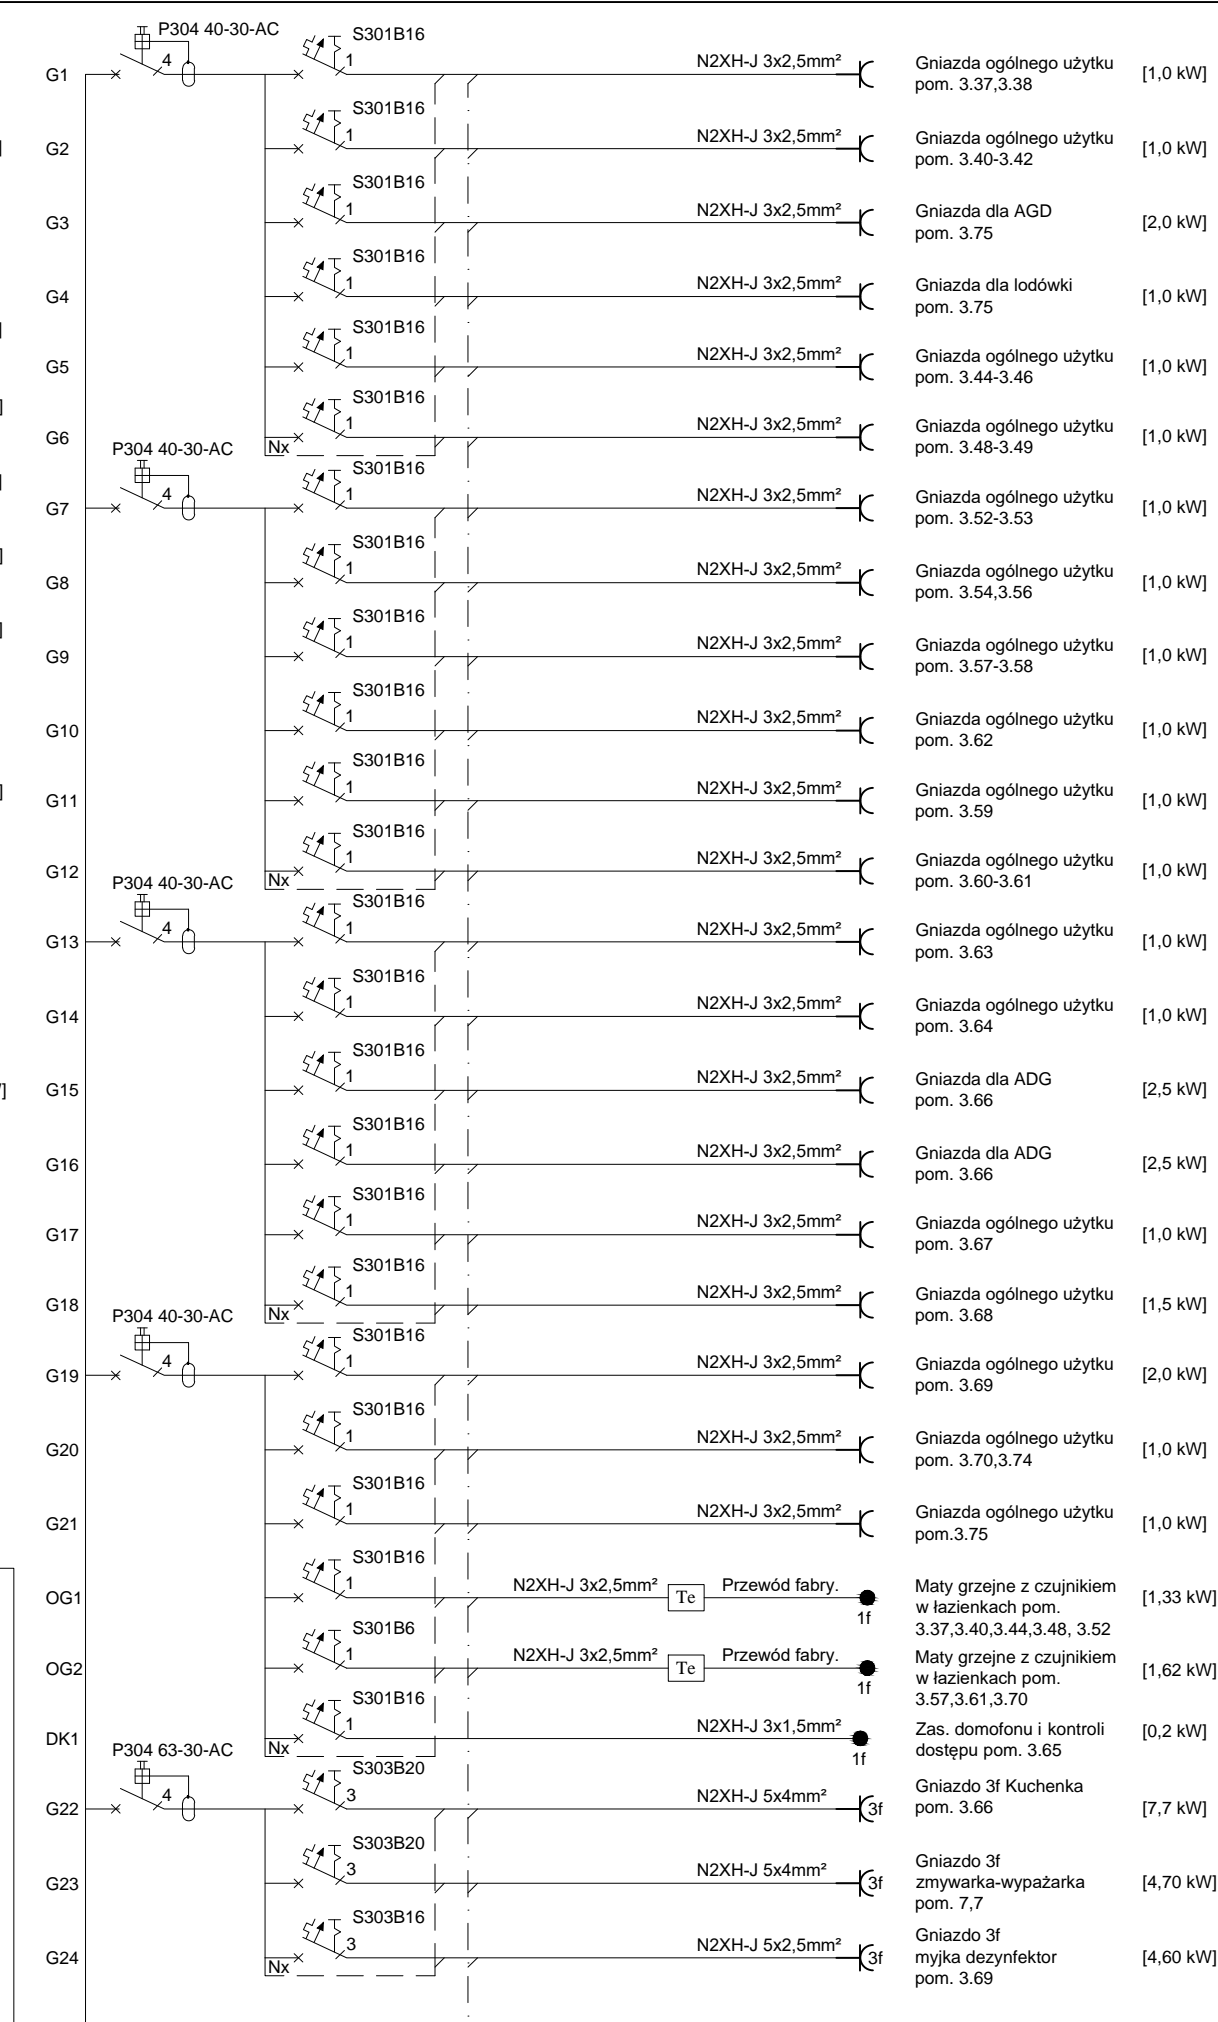 P304 40-30-AC
S301B16
G1 4 1 N2XH-J 3x2,5mm² Gniazda ogólnego użytku [1,0 kW]
pom. 3.37,3.38
S301B16
] G2 1 N2XH-J 3x2,5mm² Gniazda ogólnego użytku [1,0 kW]
pom. 3.40-3.42
S301B16
G3 1 N2XH-J 3x2,5mm² Gniazda dla AGD [2,0 kW]
pom. 3.75
S301B16
G4 1 N2XH-J 3x2,5mm² Gniazda dla lodówki [1,0 kW]
pom. 3.75
]
S301B16
G5 1 N2XH-J 3x2,5mm² Gniazda ogólnego użytku [1,0 kW]
pom. 3.44-3.46
]
S301B16
G6 Nx 1 N2XH-J 3x2,5mm² Gniazda ogólnego użytku [1,0 kW]
pom. 3.48-3.49
P304 40-30-AC
]
S301B16
G7 4 1 N2XH-J 3x2,5mm² Gniazda ogólnego użytku [1,0 kW]
pom. 3.52-3.53
]
S301B16
G8 1 N2XH-J 3x2,5mm² Gniazda ogólnego użytku [1,0 kW]
pom. 3.54,3.56
]
S301B16
G9 1 N2XH-J 3x2,5mm² Gniazda ogólnego użytku [1,0 kW]
pom. 3.57-3.58
S301B16
G10 1 N2XH-J 3x2,5mm² Gniazda ogólnego użytku [1,0 kW]
pom. 3.62
]
S301B16
G11 1 N2XH-J 3x2,5mm² Gniazda ogólnego użytku [1,0 kW]
pom. 3.59
S301B16
G12 Nx 1 N2XH-J 3x2,5mm² Gniazda ogólnego użytku [1,0 kW]
pom. 3.60-3.61
P304 40-30-AC
S301B16
G13 4 1 N2XH-J 3x2,5mm² Gniazda ogólnego użytku [1,0 kW]
pom. 3.63
S301B16
G14 1 N2XH-J 3x2,5mm² Gniazda ogólnego użytku [1,0 kW]
pom. 3.64
S301B16
] G15 1 N2XH-J 3x2,5mm² Gniazda dla ADG [2,5 kW]
pom. 3.66
S301B16
G16 1 N2XH-J 3x2,5mm² Gniazda dla ADG [2,5 kW]
pom. 3.66
S301B16
G17 1 N2XH-J 3x2,5mm² Gniazda ogólnego użytku [1,0 kW]
pom. 3.67
S301B16
G18 Nx 1 N2XH-J 3x2,5mm² Gniazda ogólnego użytku [1,5 kW]
pom. 3.68
P304 40-30-AC
S301B16
G19 4 1 N2XH-J 3x2,5mm² Gniazda ogólnego użytku [2,0 kW]
pom. 3.69
S301B16
G20 1 N2XH-J 3x2,5mm² Gniazda ogólnego użytku [1,0 kW]
pom. 3.70,3.74
S301B16
G21 1 N2XH-J 3x2,5mm² Gniazda ogólnego użytku [1,0 kW]
pom.3.75
S301B16
OG1 1 N2XH-J 3x2,5mm² Te Przewód fabry. 1f Maty grzejne z czujnikiem [1,33 kW]
w łazienkach pom.
3.37,3.40,3.44,3.48, 3.52
S301B6
OG2 1 N2XH-J 3x2,5mm² Te Przewód fabry. 1f Maty grzejne z czujnikiem [1,62 kW]
w łazienkach pom.
3.57,3.61,3.70
S301B16
DK1 Nx 1 N2XH-J 3x1,5mm² 1f Zas. domofonu i kontroli [0,2 kW]
dostępu pom. 3.65
P304 63-30-AC
S303B20
G22 4 3 N2XH-J 5x4mm² 3f Gniazdo 3f Kuchenka [7,7 kW]
pom. 3.66
S303B20
G23 3 N2XH-J 5x4mm² 3f Gniazdo 3f [4,70 kW]
zmywarka-wypażarka
pom. 7,7
S303B16
G24 Nx 3 N2XH-J 5x2,5mm² 3f Gniazdo 3f [4,60 kW]
myjka dezynfektor
pom. 3.69